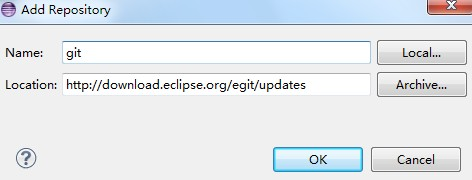 Add Repository
Name: git Local...
Location: http://download.eclipse.org/egit/updates Archive...
? OK Cancel